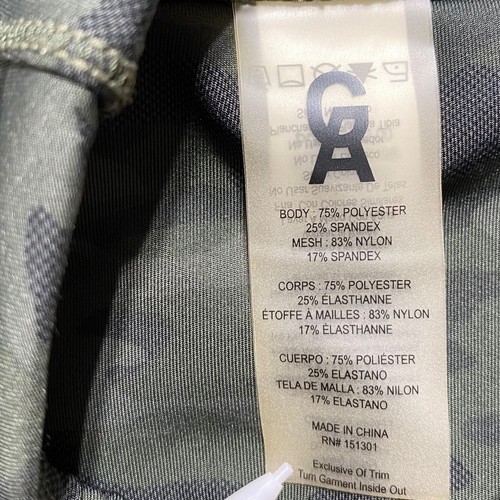 GDA
BODY : 75% POLYESTER
25% SPANDEX
MESH : 83% NYLON
17% SPANDEX
CORPS : 75% POLYESTER
25% ÉLASTHANNE
ÉTOFFE À MAILLES : 83% NYLON
17% ÉLASTHANNE
CUERPO : 75% POLIÉSTER
25% ELASTANO
TELA DE MALLA : 83% NILON
17% ELASTANO
MADE IN CHINA
RN# 151301
Exclusive Of Trim
Turn Garment Inside Out